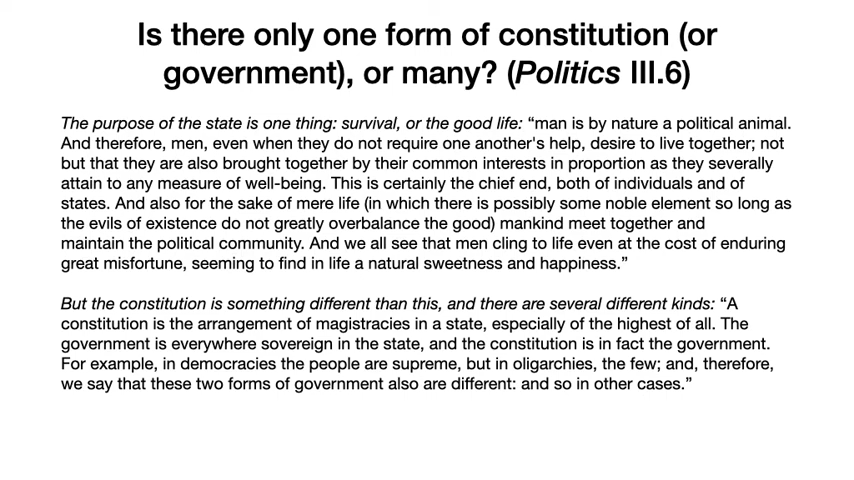 Is there only one form of constitution (or
government), or many? (Politics III.6)
The purpose of the state is one thing: survival, or the good life: “man is by nature a political animal.
And therefore, men, even when they do not require one another's help, desire to live together; not
but that they are also brought together by their common interests in proportion as they severally
attain to any measure of well-being. This is certainly the chief end, both of individuals and of
states. And also for the sake of mere life (in which there is possibly some noble element so long as
the evils of existence do not greatly overbalance the good) mankind meet together and
maintain the political community. And we all see that men cling to life even at the cost of enduring
great misfortune, seeming to find in life a natural sweetness and happiness.”
But the constitution is something different than this, and there are several different kinds: “A
constitution is the arrangement of magistracies in a state, especially of the highest of all. The
government is everywhere sovereign in the state, and the constitution is in fact the government.
For example, in democracies the people are supreme, but in oligarchies, the few; and, therefore,
we say that these two forms of government also are different: and so in other cases.”